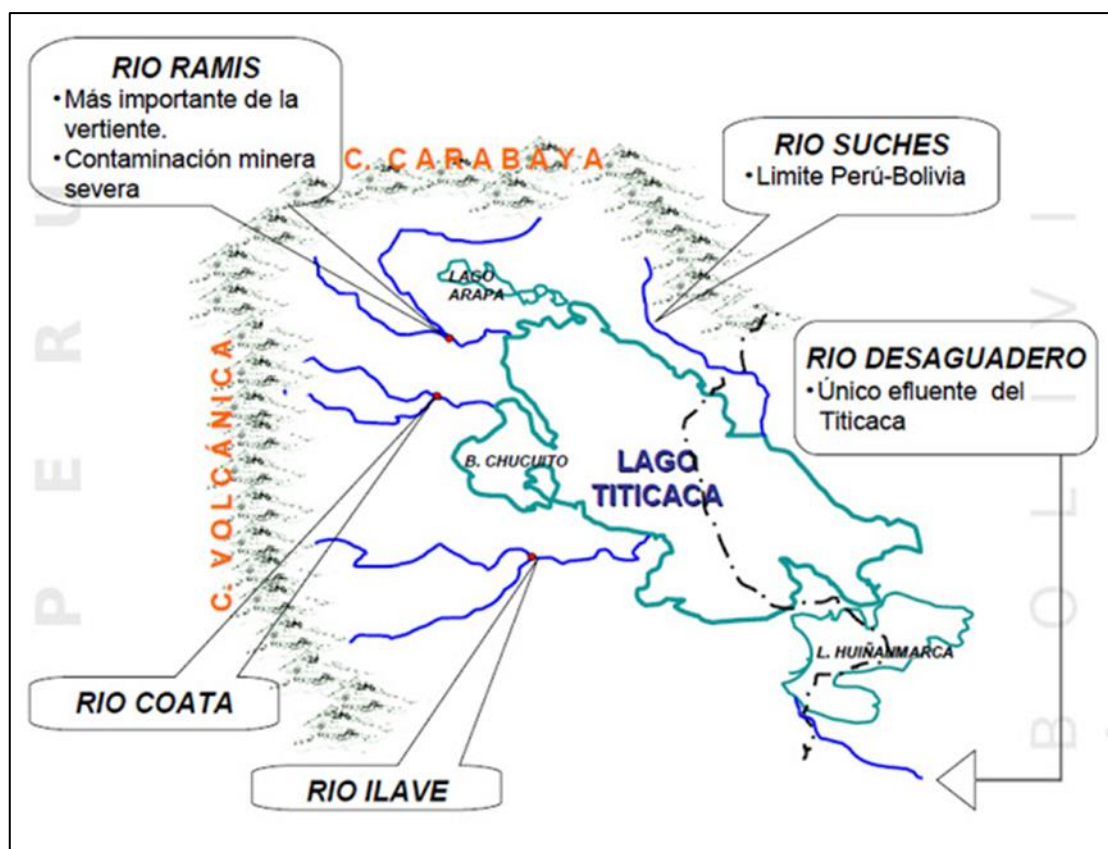 RIO RAMIS
•Más importante de la
vertiente.
•Contaminación minera
severa
C. CARABAYA
RIO SUCHES
•Limite Perú-Bolivia
PERU
LAGO
ARAPA
RIO DESAGUADERO
•Único efluente del
Titicaca
C. VOLCÁNICA
B. CHUCUITO
LAGO
TITICACA
BOLIVI
L. HUIÑANMARCA
RIO COATA
RIO ILAVE